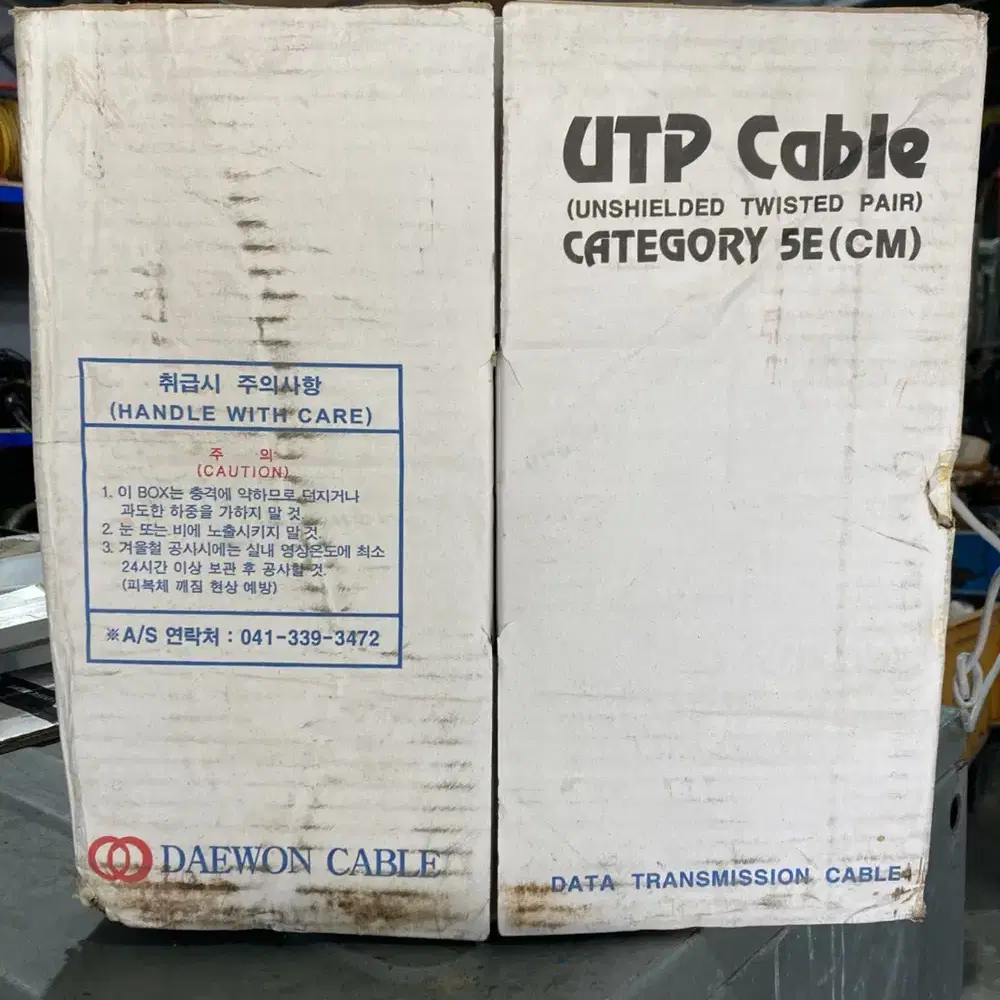 UTP Cable
(UNSHIELDED TWISTED PAIR)
CATEGORY 5E(CM)
취급시 주의사항
(HANDLE WITH CARE)
주 의
(CAUTION)
1. 이 BOX는 충격에 약하므로 던지거나
과도한 하중을 가하지 말 것.
2. 눈 또는 비에 노출시키지 말 것.
3. 겨울철 공사시에는 실내 영상온도에 최소
24시간 이상 보관 후 공사할 것.
(피복체 깨짐 현상 예방)
※A/S 연락처 : 041-339-3472
DAEWON CABLE
DATA TRANSMISSION CABLE